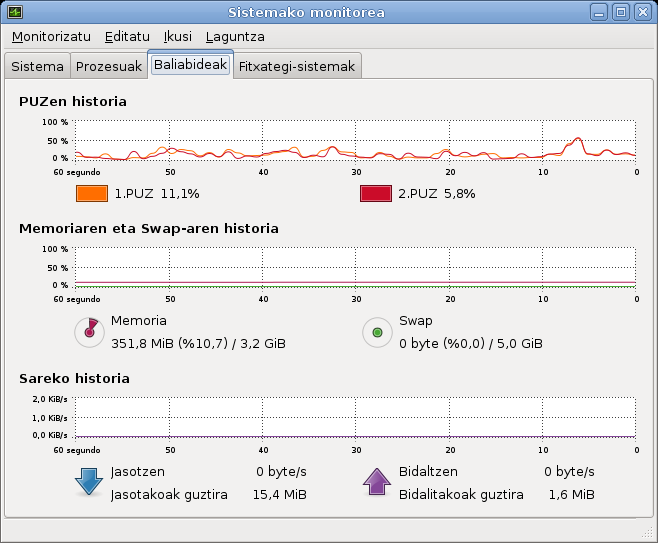 Sistemako monitorea
Monitorizatu Editatu Ikusi Laguntza
Sistema Prozesuak Baliabideak Fitxategi-sistemak
PUZen historia
100 %
50 %
0 %
60 segundo 50 40 30 20 10 0
1.PUZ 11,1% 2.PUZ 5,8%
Memoriaren eta Swap-aren historia
100 %
50 %
0 %
60 segundo 50 40 30 20 10 0
Memoria Swap
351,8 MiB (%10,7) / 3,2 GiB 0 byte (%0,0) / 5,0 GiB
Sareko historia
2,0 KiB/s
1,0 KiB/s
0,0 KiB/s
60 segundo 50 40 30 20 10 0
Jasotzen 0 byte/s Bidaltzen 0 byte/s
Jasotakoak guztira 15,4 MiB Bidalitakoak guztira 1,6 MiB